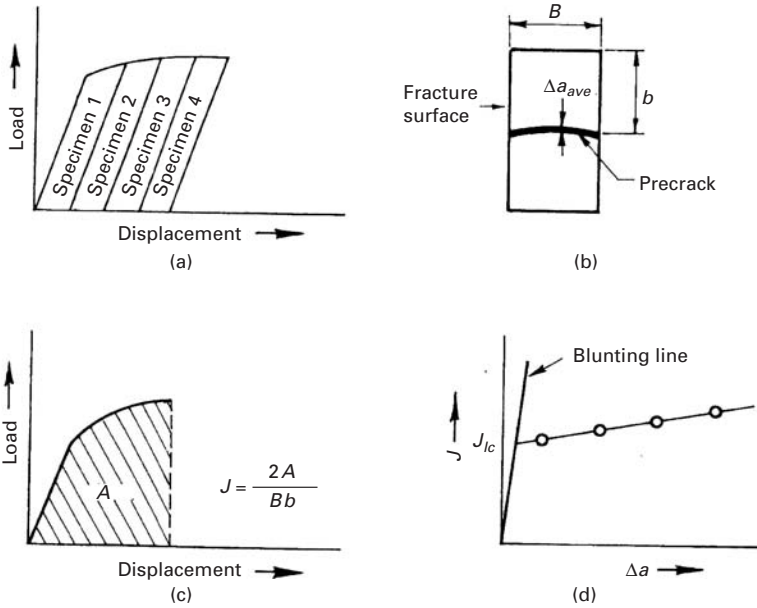 Load
Specimen 1
Specimen 2
Specimen 3
Specimen 4
Displacement
(a)
B
Δa_ave
b
Fracture
surface
Precrack
(b)
Load
A
J = 2A / Bb
Displacement
(c)
Blunting line
J
J_Ic
Δa
(d)